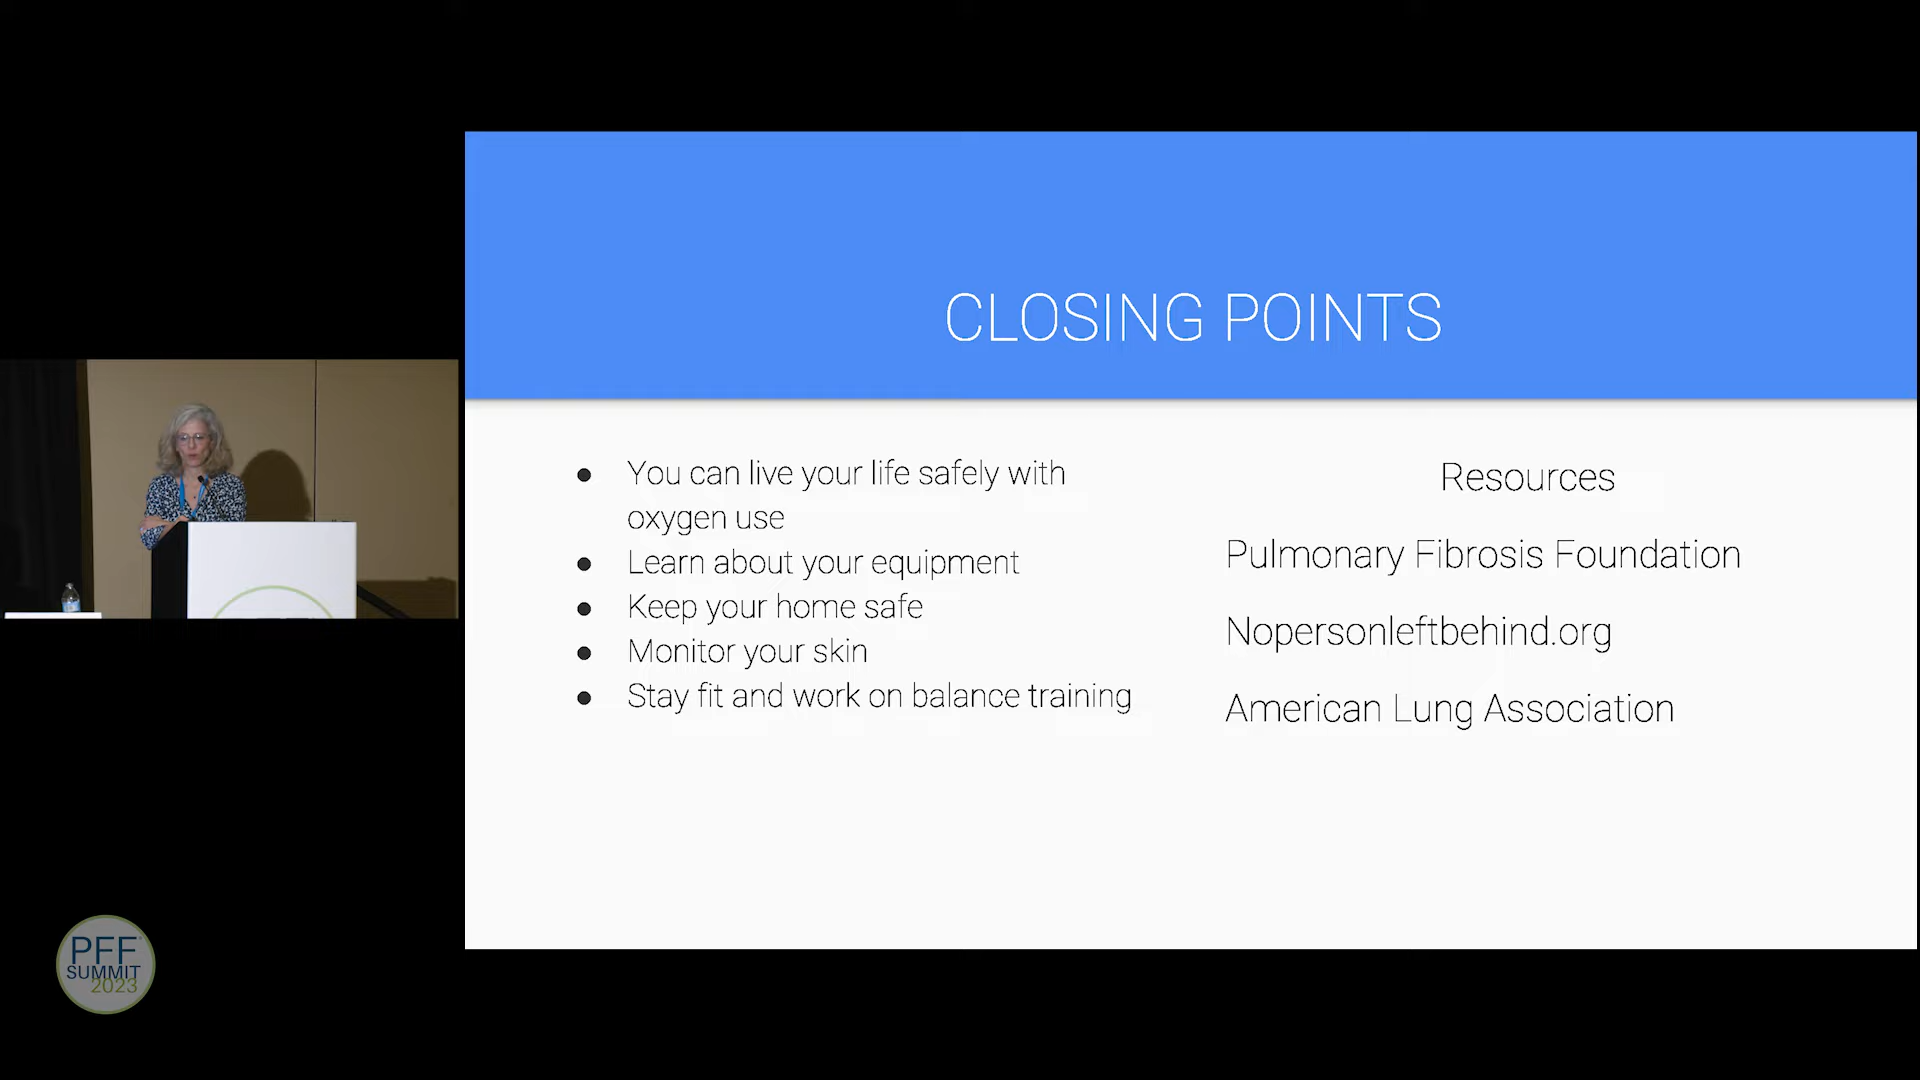 CLOSING POINTS
● You can live your life safely with
oxygen use
● Learn about your equipment
● Keep your home safe
● Monitor your skin
● Stay fit and work on balance training
Resources
Pulmonary Fibrosis Foundation
Nopersonleftbehind.org
American Lung Association
PFF
SUMMIT
2023